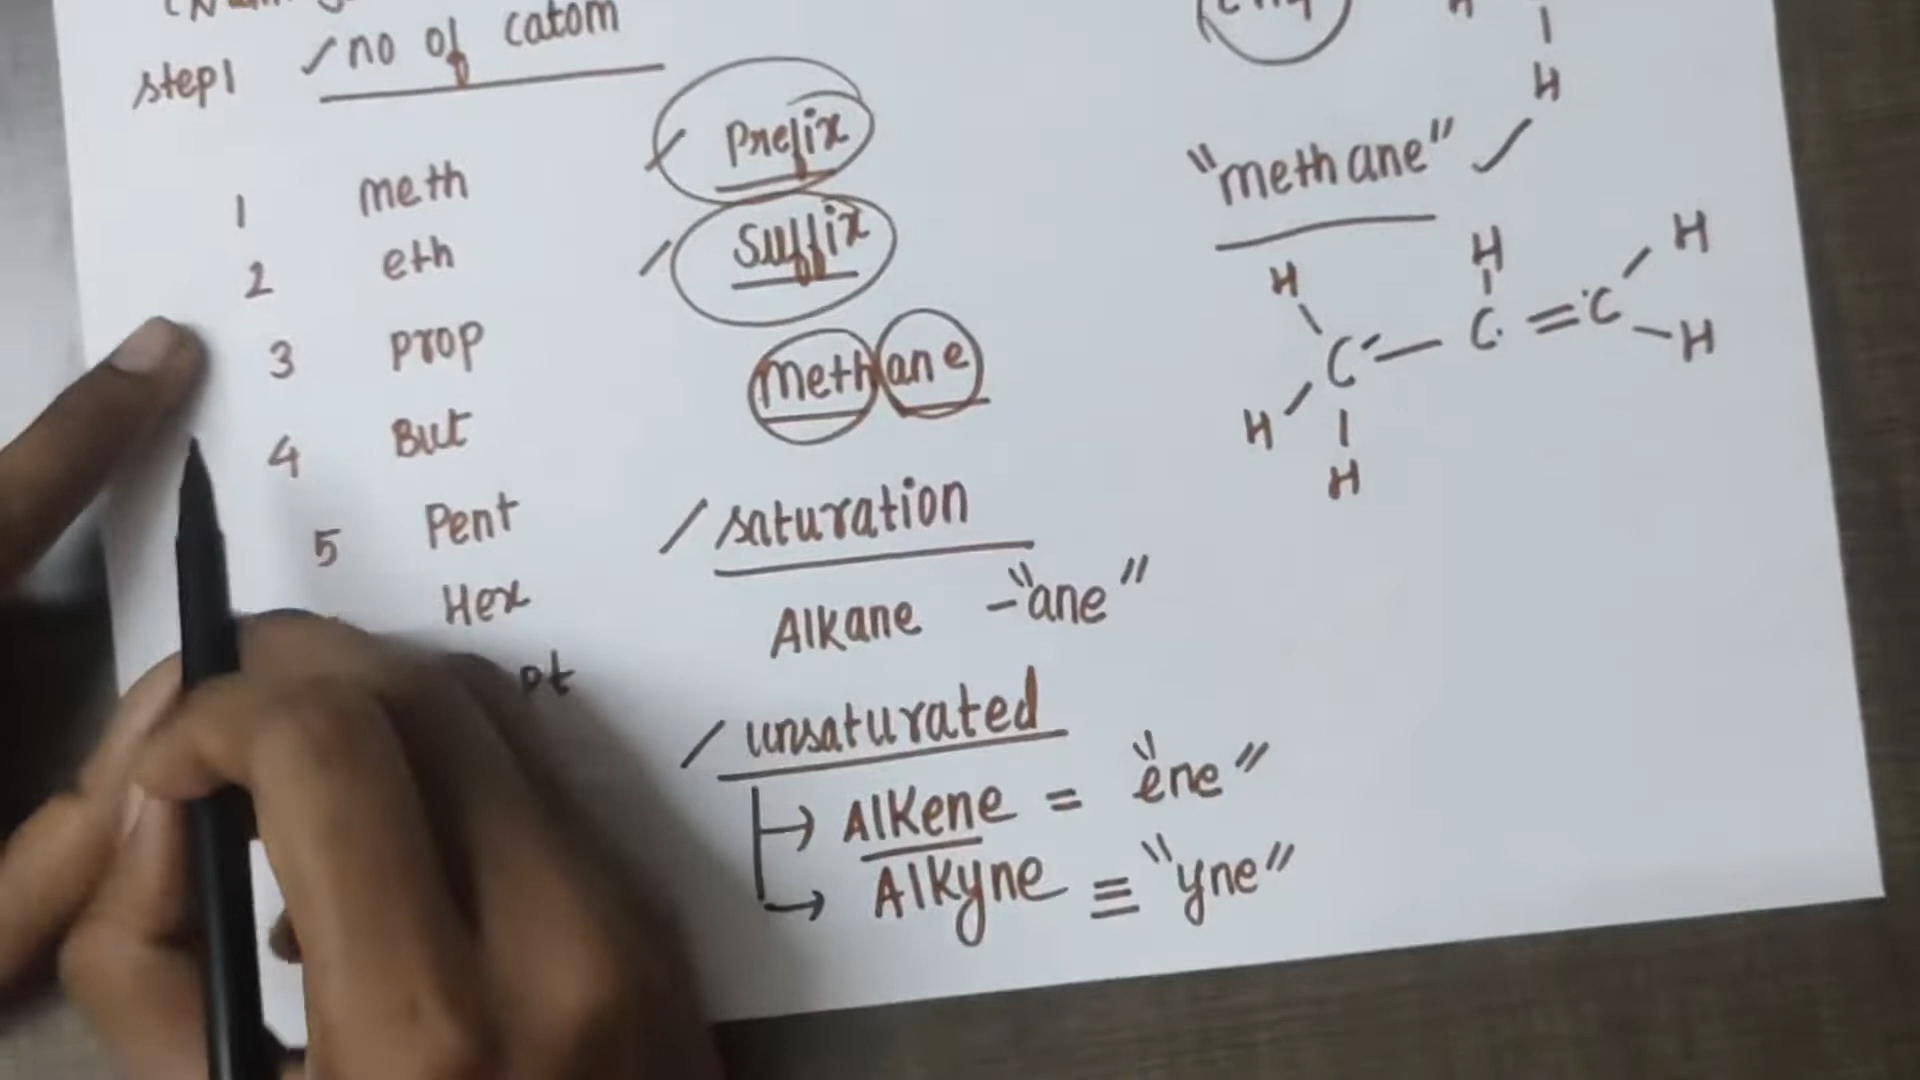 step1 ✓no of catom
1 meth
2 eth
3 Prop
4 But
5 Pent
Hex
pt
Prefix
Suffix
methane
saturation
Alkane - "ane"
unsaturated
→ Alkene = "ene"
→ Alkyne ≡ "yne"
H
H
"methane" ✓
H H H
C - C = C
H H
H